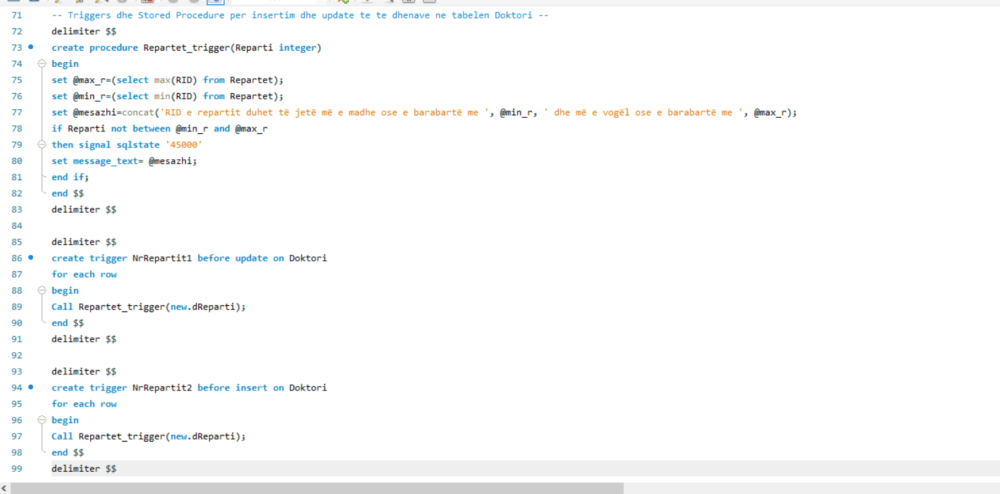 71 -- Triggers dhe Stored Procedure per insertim dhe update te te dhenave ne tabelen Doktori --
72 delimiter $$
73 create procedure Repartet_trigger(Reparti integer)
74 begin
75 set @max_r=(select max(RID) from Repartet);
76 set @min_r=(select min(RID) from Repartet);
77 set @mesazhi=concat('RID e repartit duhet të jetë më e madhe ose e barabartë me ', @min_r, ' dhe më e vogël ose e barabartë me ', @max_r);
78 if Reparti not between @min_r and @max_r
79 then signal sqlstate '45000'
80 set message_text= @mesazhi;
81 end if;
82 end $$
83 delimiter $$
84
85 delimiter $$
86 create trigger NrRepartit1 before update on Doktori
87 for each row
88 begin
89 Call Repartet_trigger(new.dReparti);
90 end $$
91 delimiter $$
92
93 delimiter $$
94 create trigger NrRepartit2 before insert on Doktori
95 for each row
96 begin
97 Call Repartet_trigger(new.dReparti);
98 end $$
99 delimiter $$